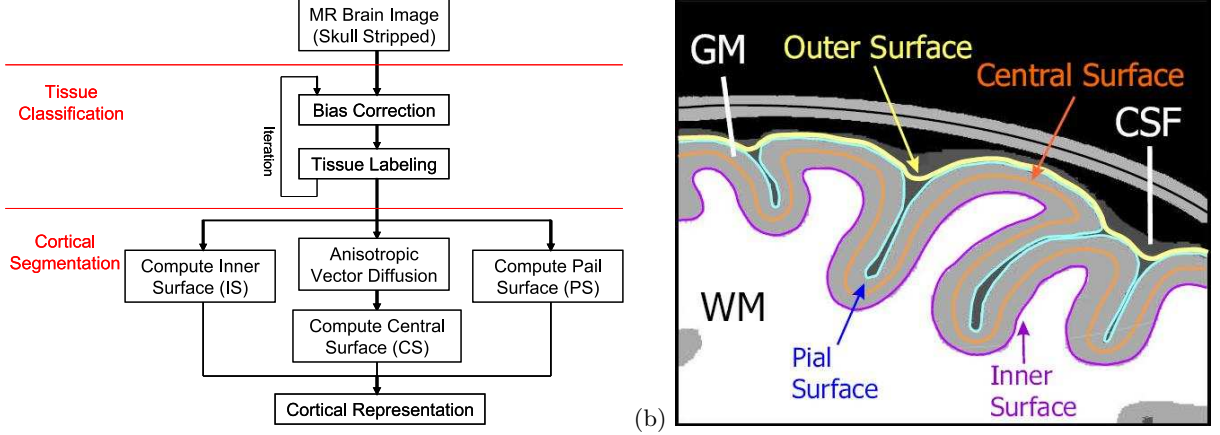 MR Brain Image
(Skull Stripped)
Tissue
Classification
Bias Correction
Iteration
Tissue Labeling
Cortical
Segmentation
Compute Inner
Surface (IS)
Anisotropic
Vector Diffusion
Compute Pail
Surface (PS)
Compute Central
Surface (CS)
Cortical Representation
(b)
GM
Outer Surface
Central Surface
CSF
WM
Pial
Surface
Inner
Surface